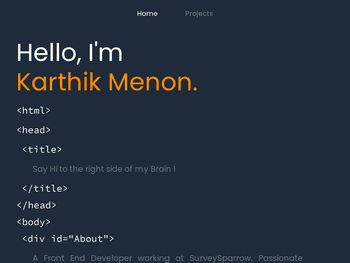 Home Projects
Hello, I'm
Karthik Menon.
<html>
<head>
<title>
Say Hi to the right side of my Brain !
</title>
</head>
<body>
<div id="About">
A Front End Developer working at SurveySparrow. Passionate